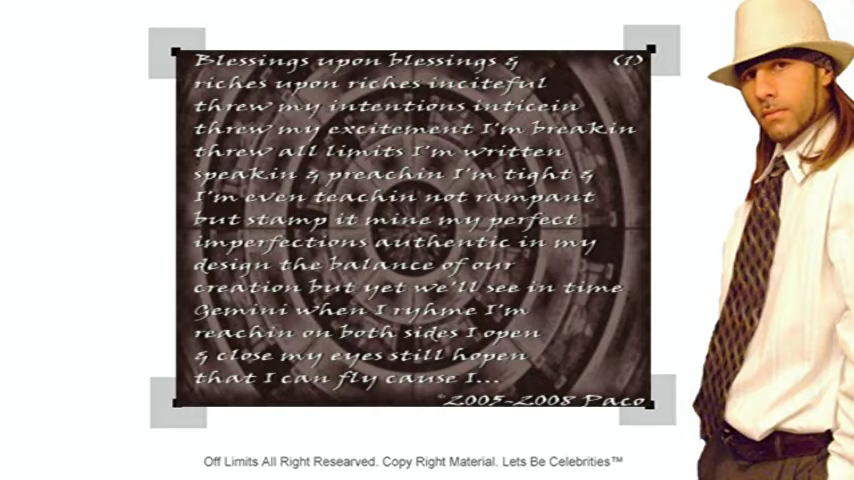 Blessings upon blessings & (1)
riches upon riches inciteful
threw my intentions inticein
threw my excitement I'm breakin
threw all limits I'm written
speakin & preachin I'm tight &
I'm even teachin not rampant
but stamp it mine my perfect
imperfections authentic in my
design the balance of our
creation but yet we'll see in time
Gemini when I ryhme I'm
reachin on both sides I open
& close my eyes still hopen
that I can fly cause I...
©2005-2008 Paco
Off Limits All Right Researved. Copy Right Material. Lets Be Celebrities™